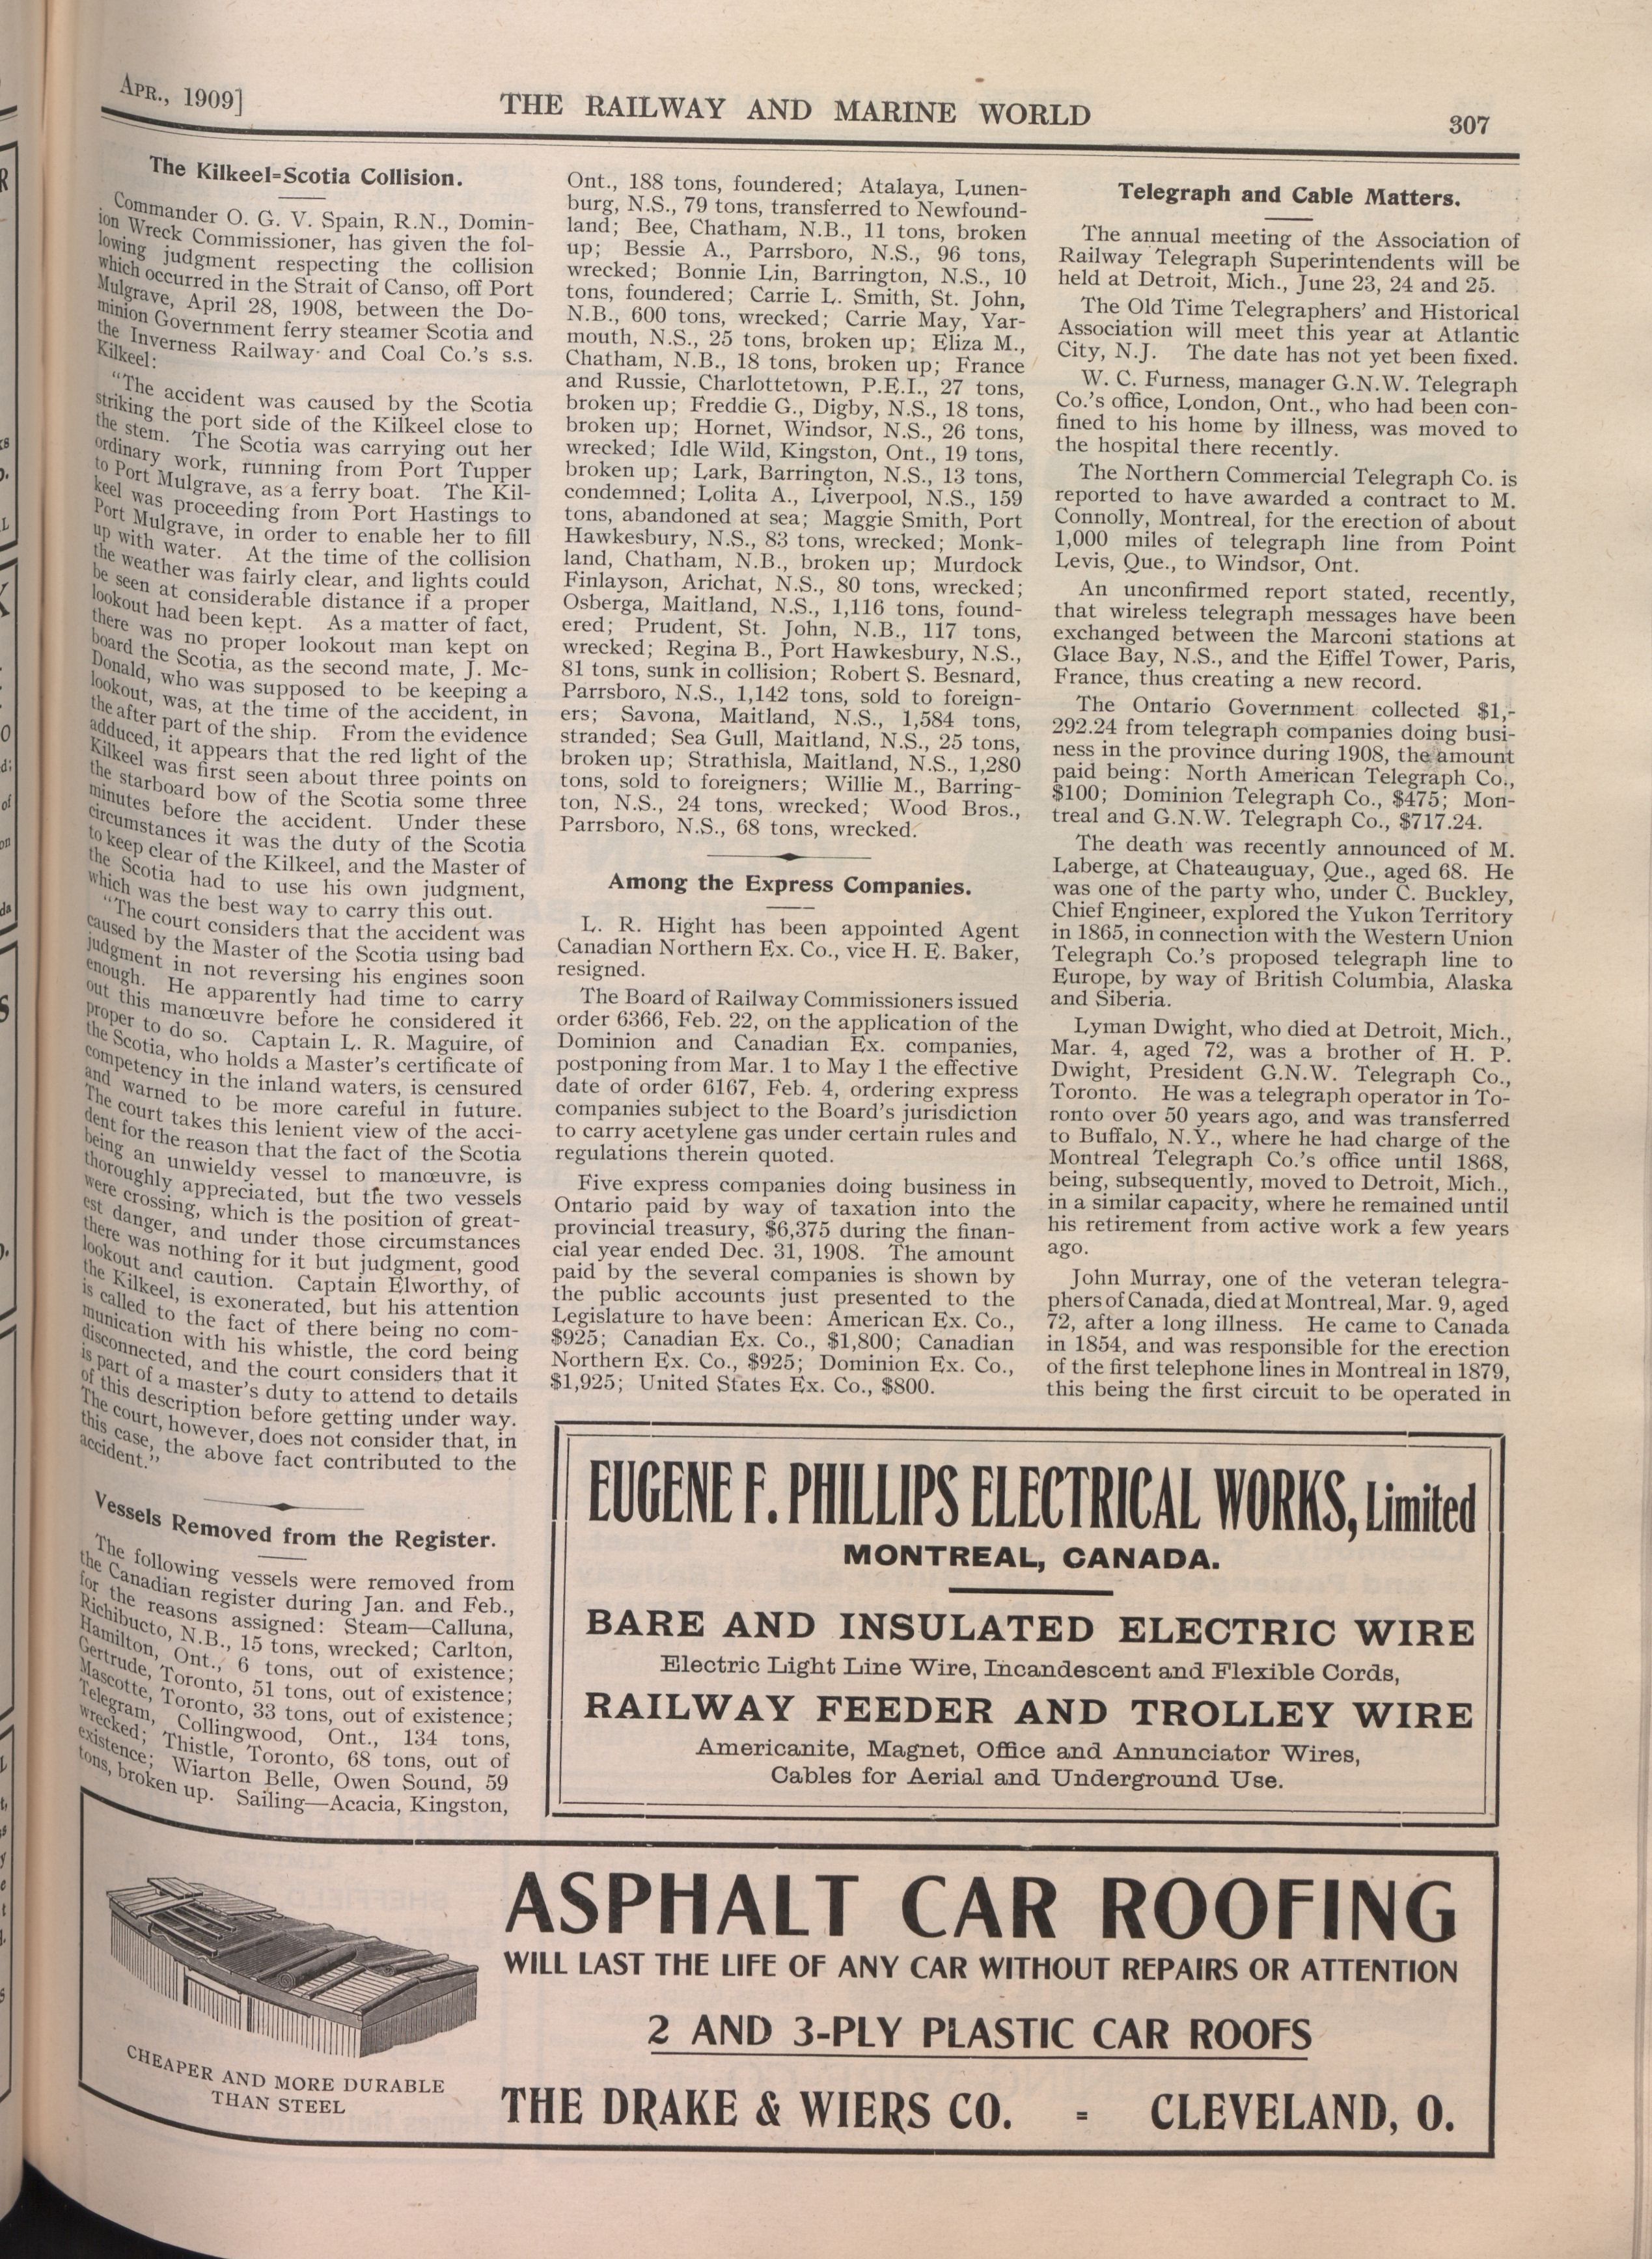 APR., 1909]
THE RAILWAY AND MARINE WORLD
307
The Kilkeel=Scotia Collision.
Commander O. G. V. Spain, R.N., Domin-
ion Wreck Commissioner, has given the fol-
lowing judgment respecting the collision
which occurred in the Strait of Canso, off Port
Mulgrave, April 28, 1908, between the Do-
minion Government ferry steamer Scotia and
the Inverness Railway and Coal Co.'s s.s.
Kilkeel:
"The accident was caused by the Scotia
striking the port side of the Kilkeel close to
the stem. The Scotia was carrying out her
ordinary work, running from Port Tupper
to Port Mulgrave, as a ferry boat. The Kil-
keel was proceeding from Port Hastings to
Port Mulgrave, in order to enable her to fill
up with water. At the time of the collision
the weather was fairly clear, and lights could
be seen at considerable distance if a proper
lookout had been kept. As a matter of fact,
there was no proper lookout man kept on
board the Scotia, as the second mate, J. Mc-
Donald, who was supposed to be keeping a
lookout, was, at the time of the accident, in
the after part of the ship. From the evidence
adduced, it appears that the red light of the
Kilkeel was first seen about three points on
the starboard bow of the Scotia some three
minutes before the accident. Under these
circumstances it was the duty of the Scotia
to keep clear of the Kilkeel, and the Master of
the Scotia had to use his own judgment,
which was the best way to carry this out.
"The court considers that the accident was
caused by the Master of the Scotia using bad
judgment in not reversing his engines soon
enough. He apparently had time to carry
out this manœuvre before he considered it
proper to do so. Captain L. R. Maguire, of
the Scotia, who holds a Master's certificate of
competency in the inland waters, is censured
and warned to be more careful in future.
The court takes this lenient view of the acci-
dent for the reason that the fact of the Scotia
being an unwieldy vessel to manœuvre, is
thoroughly appreciated, but the two vessels
were crossing, which is the position of great-
est danger, and under those circumstances
there was nothing for it but judgment, good
lookout and caution. Captain Elworthy, of
the Kilkeel, is exonerated, but his attention
is called to the fact of there being no com-
munication with his whistle, the cord being
disconnected, and the court considers that it
is part of a master's duty to attend to details
of this description before getting under way.
The court, however, does not consider that, in
this case, the above fact contributed to the
accident."
Vessels Removed from the Register.
The following vessels were removed from
the Canadian register during Jan. and Feb.,
for the reasons assigned: Steam—Calluna,
Richibucto, N.B., 15 tons, wrecked; Carlton,
Hamilton, Ont., 6 tons, out of existence;
Gertrude, Toronto, 51 tons, out of existence;
Mascotte, Toronto, 33 tons, out of existence;
Telegram, Collingwood, Ont., 134 tons,
wrecked; Thistle, Toronto, 68 tons, out of
existence; Wiarton Belle, Owen Sound, 59
tons, broken up. Sailing—Acacia, Kingston,
Ont., 188 tons, foundered; Atalaya, Lunen-
burg, N.S., 79 tons, transferred to Newfound-
land; Bee, Chatham, N.B., 11 tons, broken
up; Bessie A., Parrsboro, N.S., 96 tons,
wrecked; Bonnie Lin, Barrington, N.S., 10
tons, foundered; Carrie L. Smith, St. John,
N.B., 600 tons, wrecked; Carrie May, Yar-
mouth, N.S., 25 tons, broken up; Eliza M.,
Chatham, N.B., 18 tons, broken up; France
and Russie, Charlottetown, P.E.I., 27 tons,
broken up; Freddie G., Digby, N.S., 18 tons,
broken up; Hornet, Windsor, N.S., 26 tons,
wrecked; Idle Wild, Kingston, Ont., 19 tons,
broken up; Lark, Barrington, N.S., 13 tons,
condemned; Lolita A., Liverpool, N.S., 159
tons, abandoned at sea; Maggie Smith, Port
Hawkesbury, N.S., 83 tons, wrecked; Monk-
land, Chatham, N.B., broken up; Murdock
Finlayson, Arichat, N.S., 80 tons, wrecked;
Osberga, Maitland, N.S., 1,116 tons, found-
ered; Prudent, St. John, N.B., 117 tons,
wrecked; Regina B., Port Hawkesbury, N.S.,
81 tons, sunk in collision; Robert S. Besnard,
Parrsboro, N.S., 1,142 tons, sold to foreign-
ers; Savona, Maitland, N.S., 1,584 tons,
stranded; Sea Gull, Maitland, N.S., 25 tons,
broken up; Strathisla, Maitland, N.S., 1,280
tons, sold to foreigners; Willie M., Barring-
ton, N.S., 24 tons, wrecked; Wood Bros.,
Parrsboro, N.S., 68 tons, wrecked.
Among the Express Companies.
L. R. Hight has been appointed Agent
Canadian Northern Ex. Co., vice H. E. Baker,
resigned.
The Board of Railway Commissioners issued
order 6366, Feb. 22, on the application of the
Dominion and Canadian Ex. companies,
postponing from Mar. 1 to May 1 the effective
date of order 6167, Feb. 4, ordering express
companies subject to the Board's jurisdiction
to carry acetylene gas under certain rules and
regulations therein quoted.
Five express companies doing business in
Ontario paid by way of taxation into the
provincial treasury, $6,375 during the finan-
cial year ended Dec. 31, 1908. The amount
paid by the several companies is shown by
the public accounts just presented to the
Legislature to have been: American Ex. Co.,
$925; Canadian Ex. Co., $1,800; Canadian
Northern Ex. Co., $925; Dominion Ex. Co.,
$1,925; United States Ex. Co., $800.
Telegraph and Cable Matters.
The annual meeting of the Association of
Railway Telegraph Superintendents will be
held at Detroit, Mich., June 23, 24 and 25.
The Old Time Telegraphers' and Historical
Association will meet this year at Atlantic
City, N.J. The date has not yet been fixed.
W. C. Furness, manager G.N.W. Telegraph
Co.'s office, London, Ont., who had been con-
fined to his home by illness, was moved to
the hospital there recently.
The Northern Commercial Telegraph Co. is
reported to have awarded a contract to M.
Connolly, Montreal, for the erection of about
1,000 miles of telegraph line from Point
Levis, Que., to Windsor, Ont.
An unconfirmed report stated, recently,
that wireless telegraph messages have been
exchanged between the Marconi stations at
Glace Bay, N.S., and the Eiffel Tower, Paris,
France, thus creating a new record.
The Ontario Government collected $1,-
292.24 from telegraph companies doing busi-
ness in the province during 1908, the amount
paid being: North American Telegraph Co.,
$100; Dominion Telegraph Co., $475; Mon-
treal and G.N.W. Telegraph Co., $717.24.
The death was recently announced of M.
Laberge, at Chateauguay, Que., aged 68. He
was one of the party who, under C. Buckley,
Chief Engineer, explored the Yukon Territory
in 1865, in connection with the Western Union
Telegraph Co.'s proposed telegraph line to
Europe, by way of British Columbia, Alaska
and Siberia.
Lyman Dwight, who died at Detroit, Mich.,
Mar. 4, aged 72, was a brother of H. P.
Dwight, President G.N.W. Telegraph Co.,
Toronto. He was a telegraph operator in To-
ronto over 50 years ago, and was transferred
to Buffalo, N.Y., where he had charge of the
Montreal Telegraph Co.'s office until 1868,
being, subsequently, moved to Detroit, Mich.,
in a similar capacity, where he remained until
his retirement from active work a few years
ago.
John Murray, one of the veteran telegra-
phers of Canada, died at Montreal, Mar. 9, aged
72, after a long illness. He came to Canada
in 1854, and was responsible for the erection
of the first telephone lines in Montreal in 1879,
this being the first circuit to be operated in
EUGENE F. PHILLIPS ELECTRICAL WORKS, Limited
MONTREAL, CANADA.
BARE AND INSULATED ELECTRIC WIRE
Electric Light Line Wire, Incandescent and Flexible Cords,
RAILWAY FEEDER AND TROLLEY WIRE
Americanite, Magnet, Office and Annunciator Wires,
Cables for Aerial and Underground Use.
ASPHALT CAR ROOFING
WILL LAST THE LIFE OF ANY CAR WITHOUT REPAIRS OR ATTENTION
2 AND 3-PLY PLASTIC CAR ROOFS
CHEAPER AND MORE DURABLE
THAN STEEL
THE DRAKE & WIERS CO. - CLEVELAND, O.